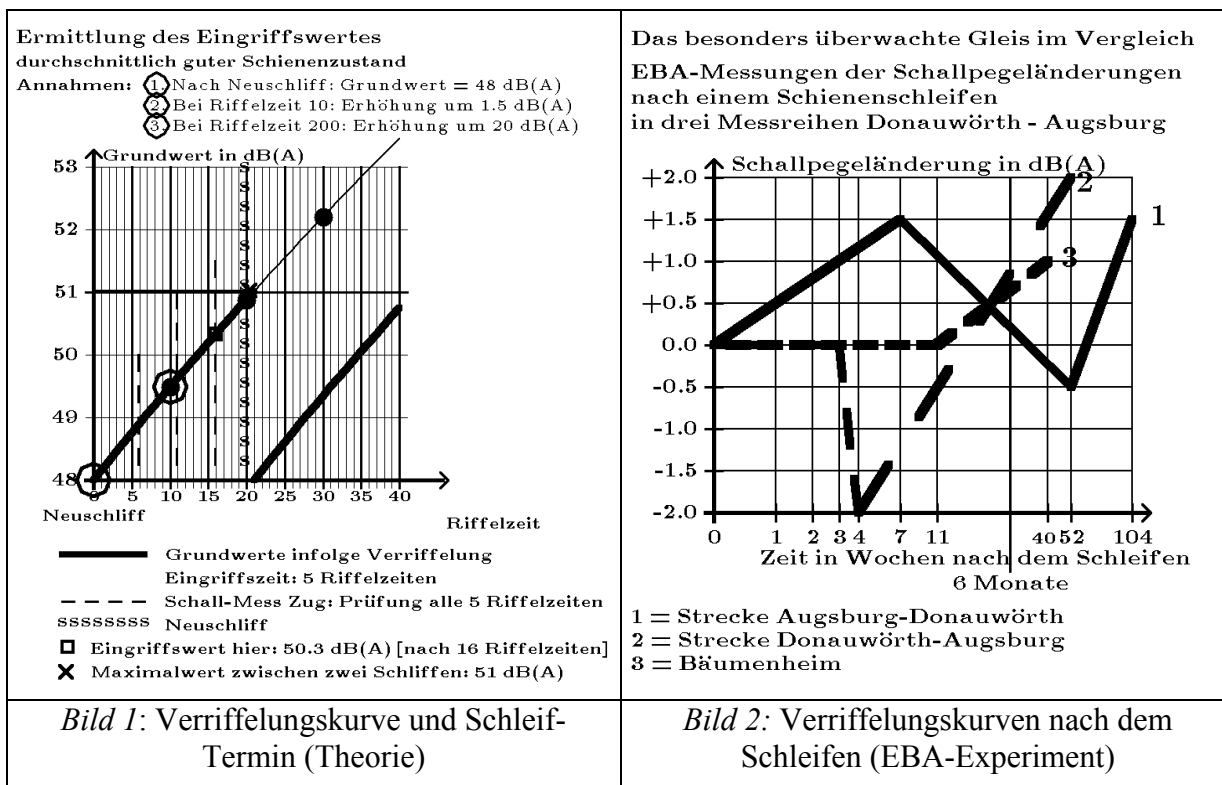 Ermittlung des Eingriffswertes
durchschnittlich guter Schienenzustand
Annahmen: 1. Nach Neuschliff: Grundwert = 48 dB(A)
2. Bei Riffelzeit 10: Erhöhung um 1.5 dB(A)
3. Bei Riffelzeit 200: Erhöhung um 20 dB(A)
Grundwert in dB(A)
53
52
51
50
49
48
0 5 10 15 20 25 30 35 40
Neuschliff
Riffelzeit
Grundwerte infolge Verriffelung
Eingriffszeit: 5 Riffelzeiten
Schall-Mess Zug: Prüfung alle 5 Riffelzeiten
SSSSSSSS Neuschliff
Eingriffswert hier: 50.3 dB(A) [nach 16 Riffelzeiten]
Maximalwert zwischen zwei Schliffen: 51 dB(A)
Bild 1: Verriffelungskurve und Schleif-
Termin (Theorie)
Das besonders überwachte Gleis im Vergleich
EBA-Messungen der Schallpegeländerungen
nach einem Schienenschleifen
in drei Messreihen Donauwörth - Augsburg
Schallpegeländerung in dB(A)
+2.0
+1.5
+1.0
+0.5
0.0
-0.5
-1.0
-1.5
-2.0
2
1
3
0 1 2 3 4 7 11 40 52 104
Zeit in Wochen nach dem Schleifen
6 Monate
1 = Strecke Augsburg-Donauwörth
2 = Strecke Donauwörth-Augsburg
3 = Bäumenheim
Bild 2: Verriffelungskurven nach dem
Schleifen (EBA-Experiment)